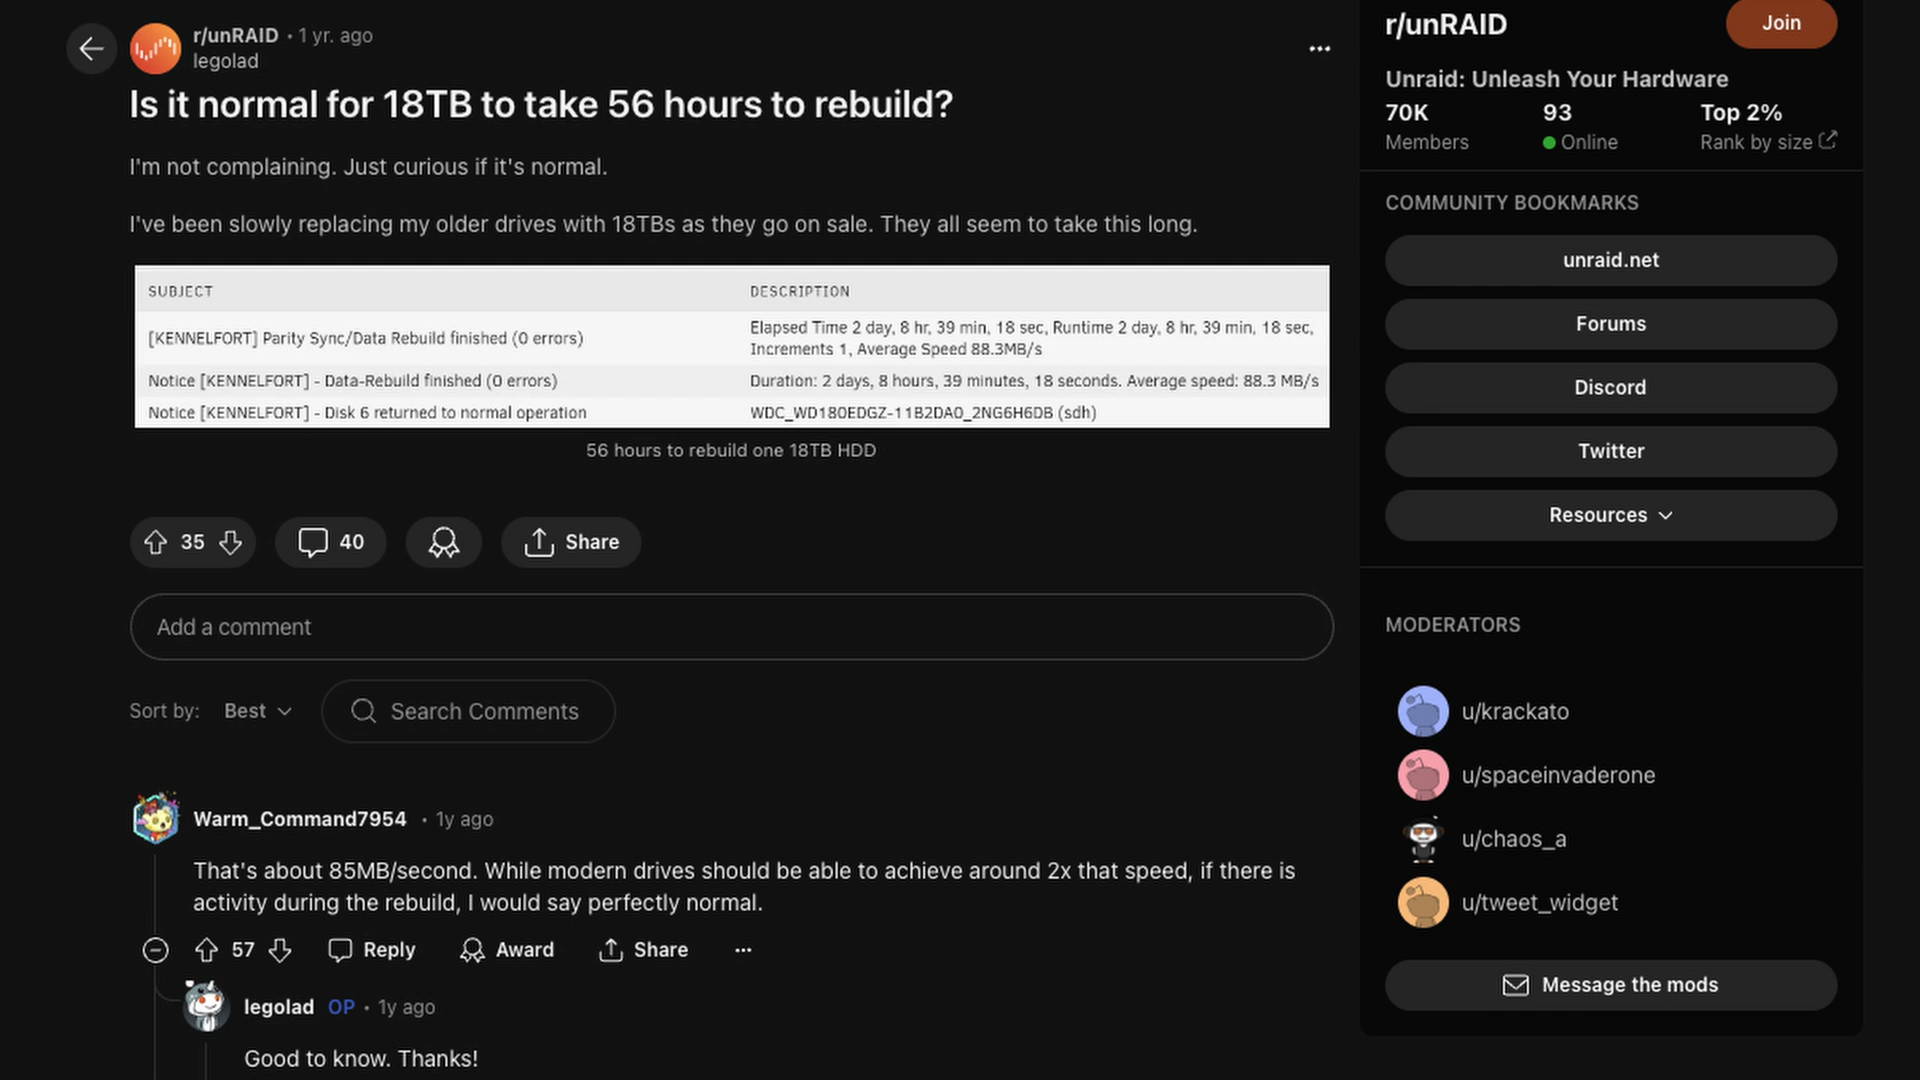 r/unRAID • 1 yr. ago
legolad
Is it normal for 18TB to take 56 hours to rebuild?
I'm not complaining. Just curious if it's normal.
I've been slowly replacing my older drives with 18TBs as they go on sale. They all seem to take this long.
SUBJECT DESCRIPTION
[KENNELFORT] Parity Sync/Data Rebuild finished (0 errors) Elapsed Time 2 day, 8 hr, 39 min, 18 sec, Runtime 2 day, 8 hr, 39 min, 18 sec,
Increments 1, Average Speed 88.3MB/s
Notice [KENNELFORT] - Data-Rebuild finished (0 errors) Duration: 2 days, 8 hours, 39 minutes, 18 seconds. Average speed: 88.3 MB/s
Notice [KENNELFORT] - Disk 6 returned to normal operation WDC_WD180EDGZ-11B2DA0_2NG6H6DB (sdh)
56 hours to rebuild one 18TB HDD
35 40 Share
Add a comment
Sort by: Best Search Comments
Warm_Command7954 • 1y ago
That's about 85MB/second. While modern drives should be able to achieve around 2x that speed, if there is
activity during the rebuild, I would say perfectly normal.
57 Reply Award Share
legolad OP • 1y ago
Good to know. Thanks!
r/unRAID Join
Unraid: Unleash Your Hardware
70K 93 Top 2%
Members Online Rank by size
COMMUNITY BOOKMARKS
unraid.net
Forums
Discord
Twitter
Resources
MODERATORS
u/krackato
u/spaceinvaderone
u/chaos_a
u/tweet_widget
Message the mods